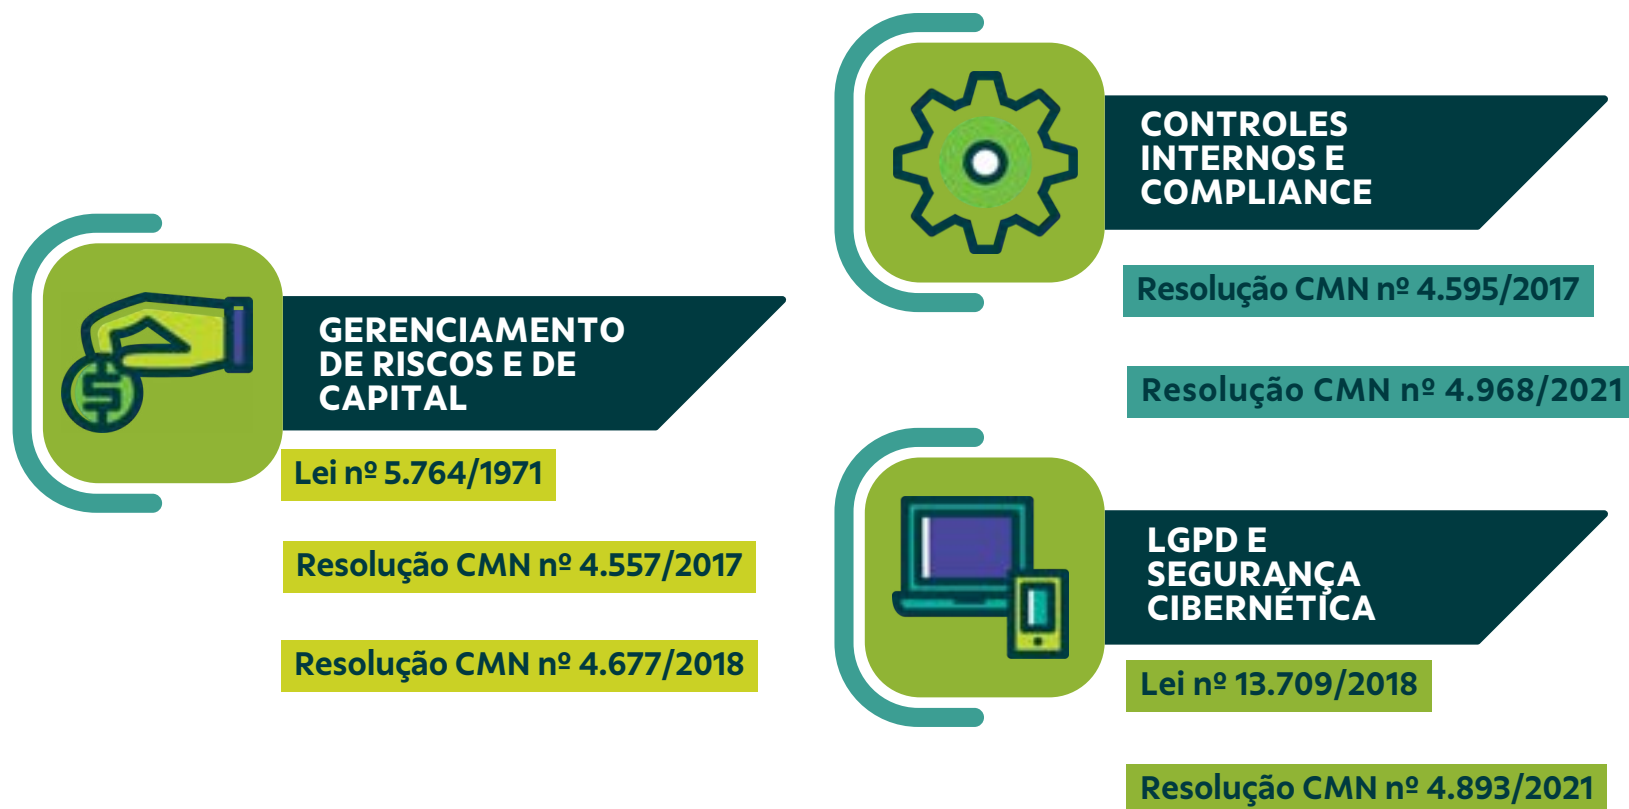 GERENCIAMENTO
DE RISCOS E DE
CAPITAL
Lei nº 5.764/1971
Resolução CMN nº 4.557/2017
Resolução CMN nº 4.677/2018
CONTROLES
INTERNOS E
COMPLIANCE
Resolução CMN nº 4.595/2017
Resolução CMN nº 4.968/2021
LGPD E
SEGURANÇA
CIBERNÉTICA
Lei nº 13.709/2018
Resolução CMN nº 4.893/2021